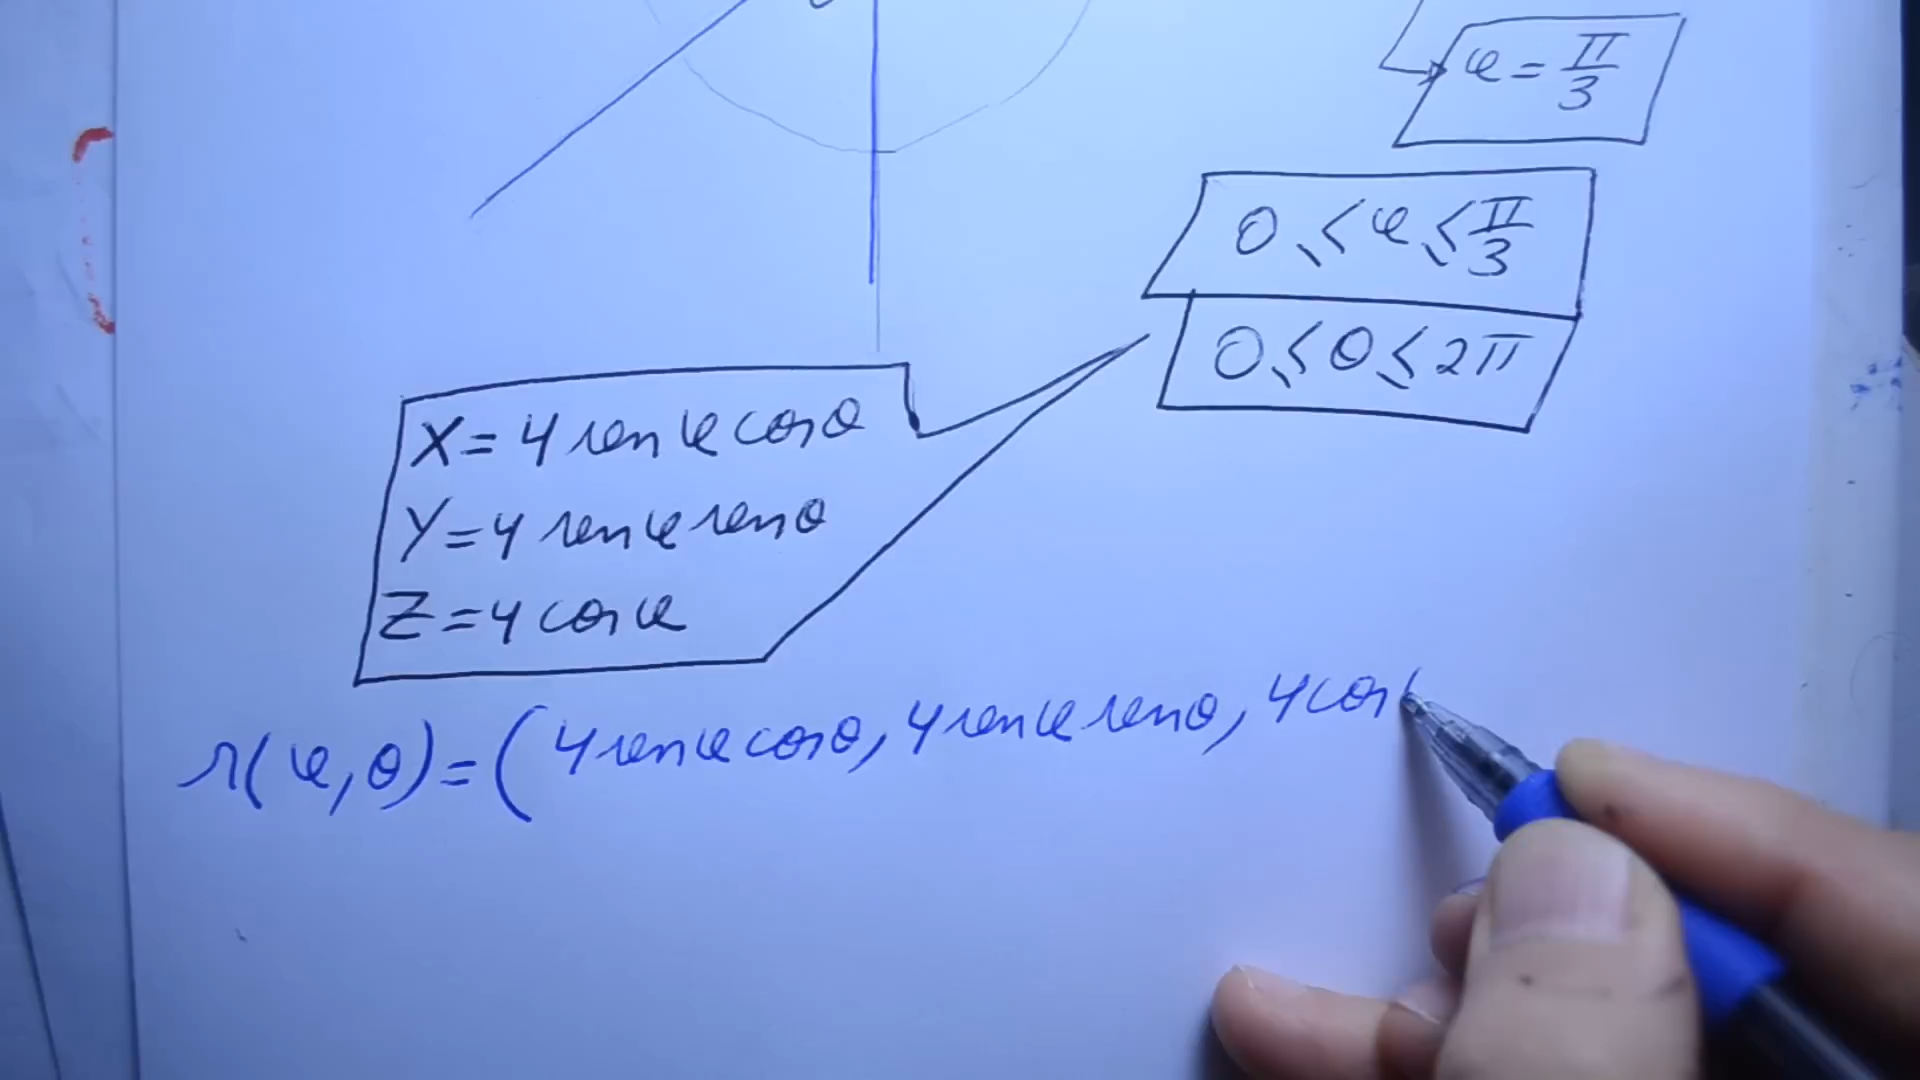 φ = π/3
0 ≤ φ ≤ π/3
0 ≤ θ ≤ 2π
X = 4 sen φ cos θ
Y = 4 sen φ sen θ
Z = 4 cos φ
r(φ, θ) = (4 sen φ cos θ, 4 sen φ sen θ, 4 cos